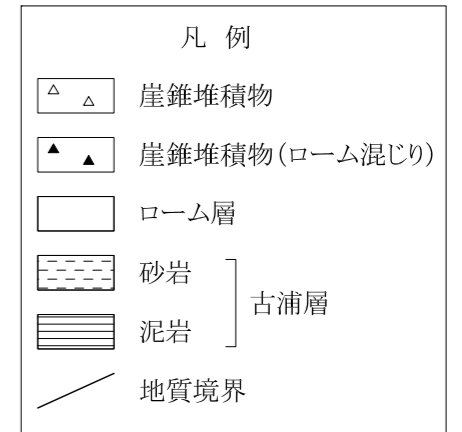 凡 例
崖錐堆積物
崖錐堆積物(ローム混じり)
ローム層
砂岩
古浦層
泥岩
地質境界